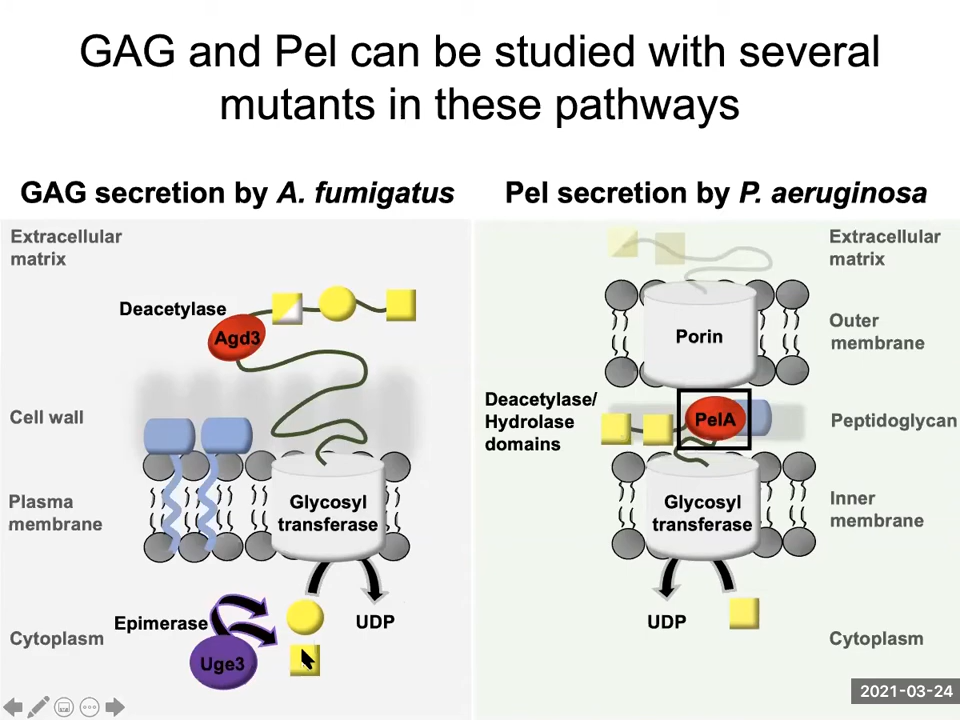 GAG and Pel can be studied with several
mutants in these pathways
GAG secretion by A. fumigatus
Extracellular
matrix
Deacetylase
Agd3
Cell wall
Plasma
membrane
Glycosyl
transferase
Epimerase
Uge3
UDP
Cytoplasm
Pel secretion by P. aeruginosa
Extracellular
matrix
Porin
Outer
membrane
Deacetylase/
Hydrolase
domains
PelA
Peptidoglycan
Glycosyl
transferase
Inner
membrane
UDP
Cytoplasm
2021-03-24